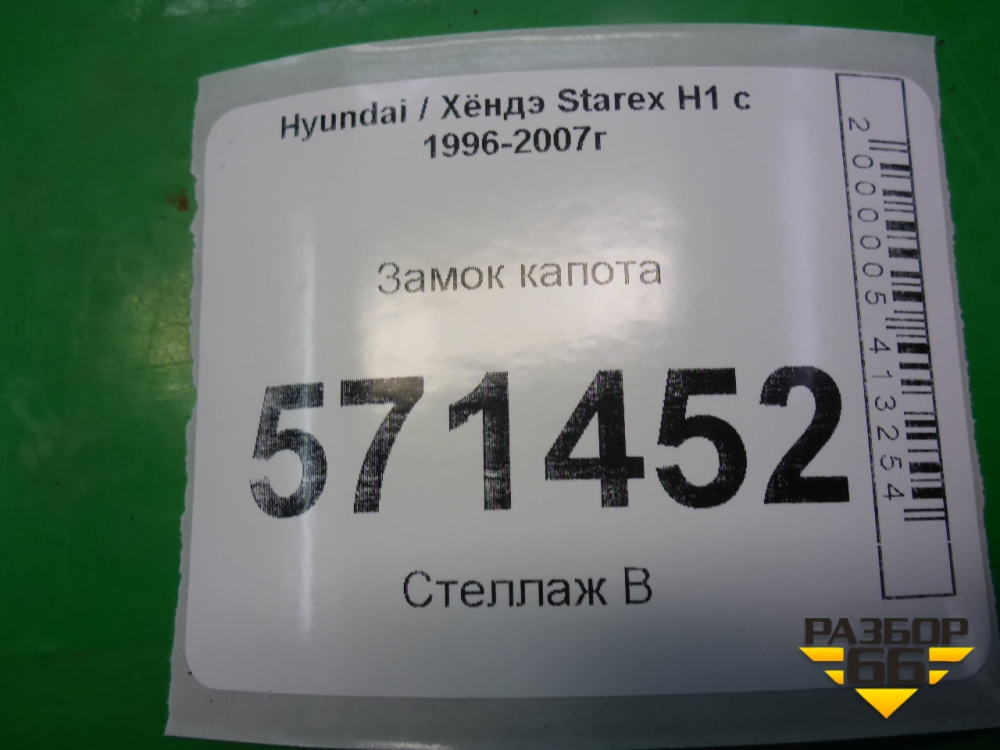 Hyundai / Хёндэ Starex H1 с
1996-2007г
Замок капота
571452
Стеллаж В
2000005413254
РАЗБОР
66